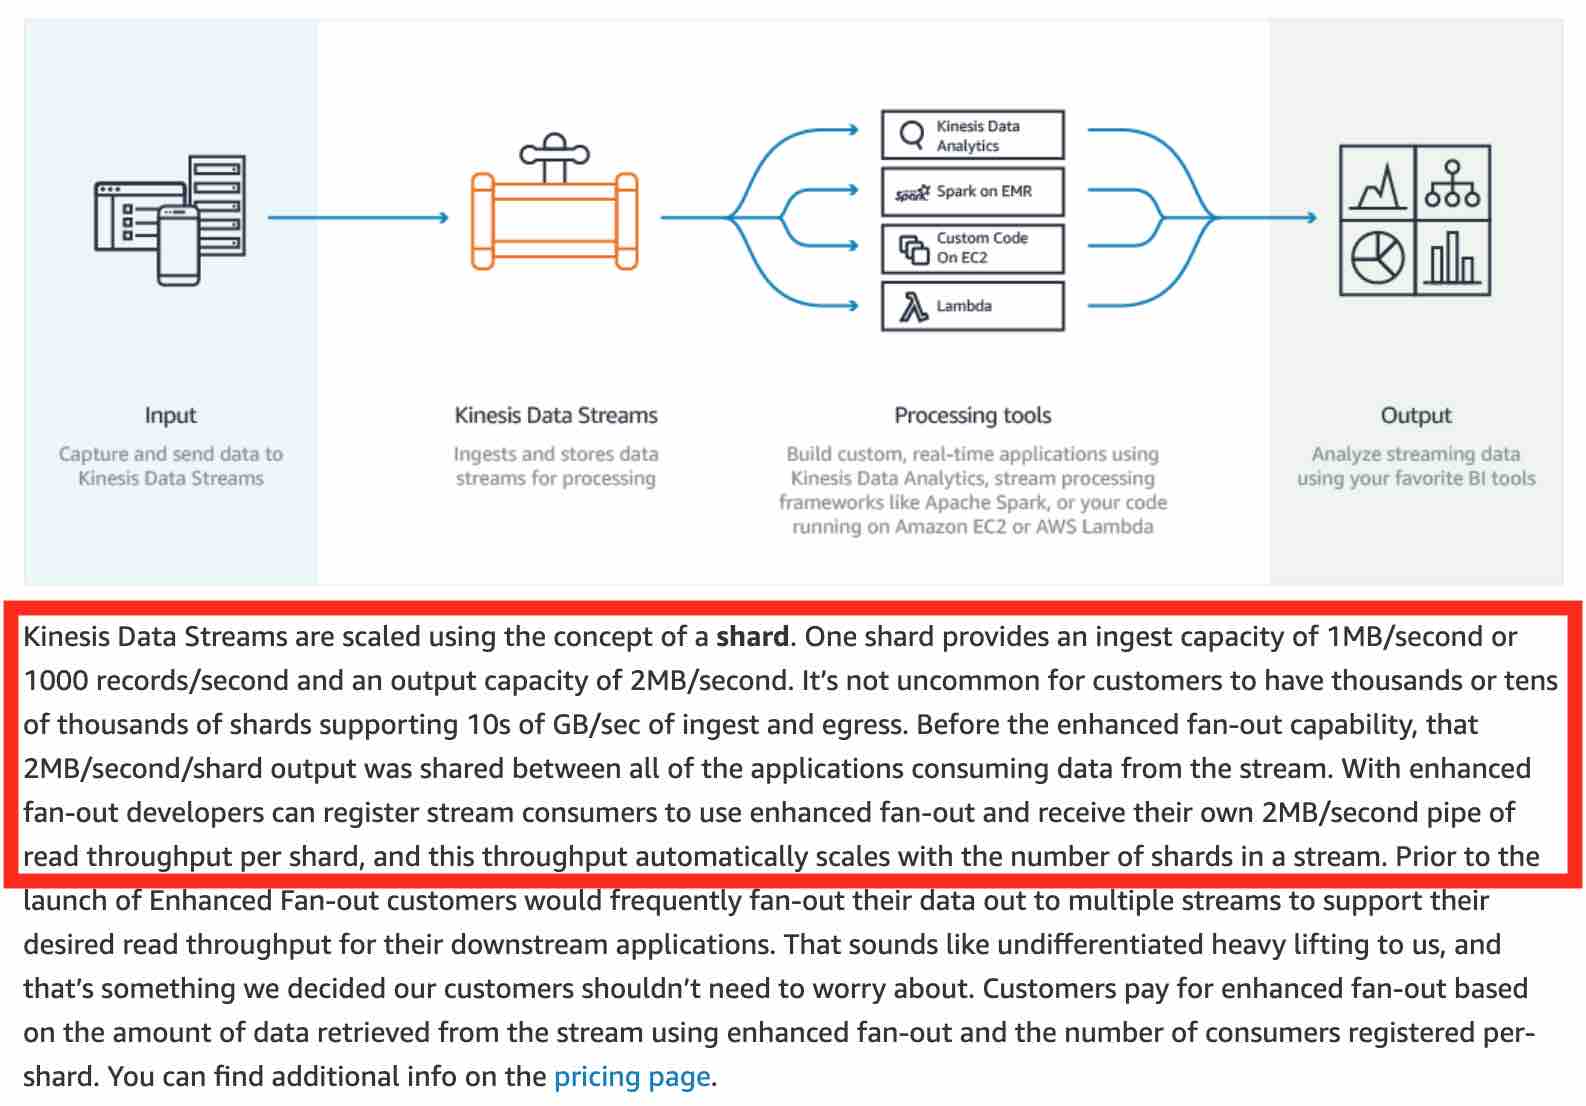 Kinesis Data
Analytics
Spark
Spark on EMR
Custom Code
On EC2
Lambda
Input
Capture and send data to
Kinesis Data Streams
Kinesis Data Streams
Ingests and stores data
streams for processing
Processing tools
Build custom, real-time applications using
Kinesis Data Analytics, stream processing
frameworks like Apache Spark, or your code
running on Amazon EC2 or AWS Lambda
Output
Analyze streaming data
using your favorite BI tools
Kinesis Data Streams are scaled using the concept of a shard. One shard provides an ingest capacity of 1MB/second or
1000 records/second and an output capacity of 2MB/second. It’s not uncommon for customers to have thousands or tens
of thousands of shards supporting 10s of GB/sec of ingest and egress. Before the enhanced fan-out capability, that
2MB/second/shard output was shared between all of the applications consuming data from the stream. With enhanced
fan-out developers can register stream consumers to use enhanced fan-out and receive their own 2MB/second pipe of
read throughput per shard, and this throughput automatically scales with the number of shards in a stream. Prior to the
launch of Enhanced Fan-out customers would frequently fan-out their data out to multiple streams to support their
desired read throughput for their downstream applications. That sounds like undifferentiated heavy lifting to us, and
that’s something we decided our customers shouldn’t need to worry about. Customers pay for enhanced fan-out based
on the amount of data retrieved from the stream using enhanced fan-out and the number of consumers registered per-
shard. You can find additional info on the pricing page.